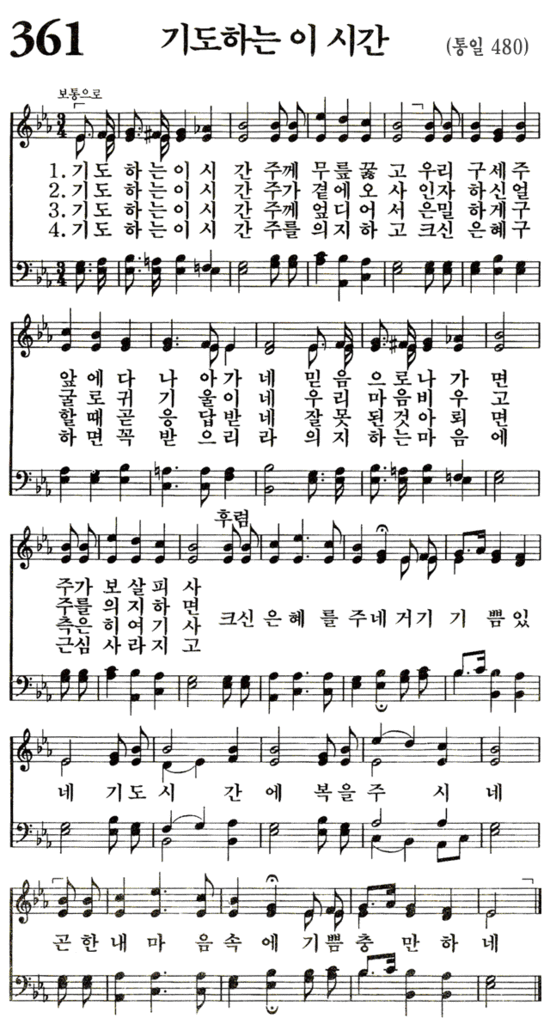 361 기도하는 이 시간 (통일 480)
보통으로
1. 기도 하는이 시 간 주께 무릎꿇 고 우리 구세주
2. 기도 하는이 시 간 주가 곁에오 사 인자 하신얼
3. 기도 하는이 시 간 주께 엎디어 서 은밀 하게구
4. 기도 하는이 시 간 주를 의지하 고 크신 은혜구
앞에다 나 아가 네 믿음 으로나 가 면
굴로귀 기 울이 네 우리 마음비 우 고
할때곧 응 답받 네 잘못 된것아 뢰 면
하면꼭 받 으리 라 의지 하는마 음 에
후렴
주가 보살피 사
주를 의지하 면
측은 히여기 사
근심 사라지 고
크신 은혜 를 주네 거기 기 쁨 있
네 기도 시 간 에 복을 주 시 네
곤한 내 마 음속 에 기쁨 충 만 하 네